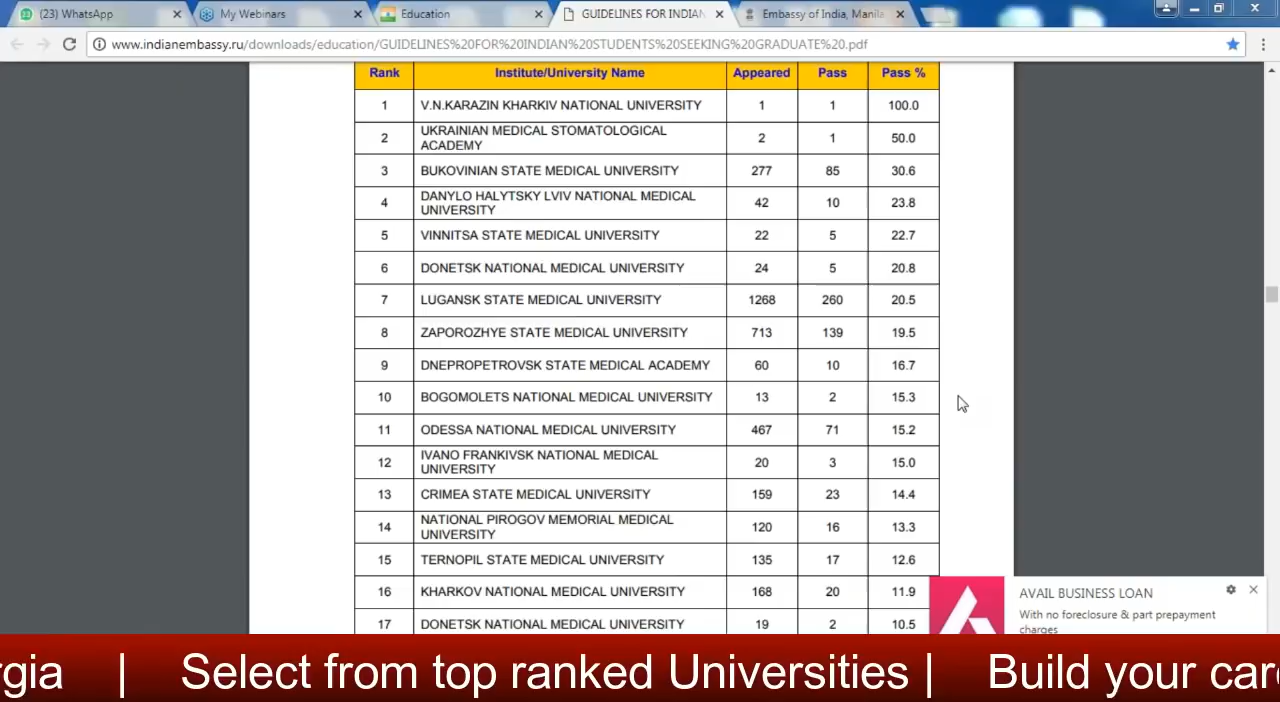 (23) WhatsApp
My Webinars
Education
GUIDELINES FOR INDIAN
Embassy of India, Manila
www.indianembassy.ru/downloads/education/GUIDELINES%20FOR%20INDIAN%20STUDENTS%20SEEKING%20GRADUATE%20.pdf
Rank Institute/University Name Appeared Pass Pass %
1 V.N.KARAZIN KHARKIV NATIONAL UNIVERSITY 1 1 100.0
2 UKRAINIAN MEDICAL STOMATOLOGICAL
ACADEMY 2 1 50.0
3 BUKOVINIAN STATE MEDICAL UNIVERSITY 277 85 30.6
4 DANYLO HALYTSKY LVIV NATIONAL MEDICAL
UNIVERSITY 42 10 23.8
5 VINNITSA STATE MEDICAL UNIVERSITY 22 5 22.7
6 DONETSK NATIONAL MEDICAL UNIVERSITY 24 5 20.8
7 LUGANSK STATE MEDICAL UNIVERSITY 1268 260 20.5
8 ZAPOROZHYE STATE MEDICAL UNIVERSITY 713 139 19.5
9 DNEPROPETROVSK STATE MEDICAL ACADEMY 60 10 16.7
10 BOGOMOLETS NATIONAL MEDICAL UNIVERSITY 13 2 15.3
11 ODESSA NATIONAL MEDICAL UNIVERSITY 467 71 15.2
12 IVANO FRANKIVSK NATIONAL MEDICAL
UNIVERSITY 20 3 15.0
13 CRIMEA STATE MEDICAL UNIVERSITY 159 23 14.4
14 NATIONAL PIROGOV MEMORIAL MEDICAL
UNIVERSITY 120 16 13.3
15 TERNOPIL STATE MEDICAL UNIVERSITY 135 17 12.6
16 KHARKOV NATIONAL MEDICAL UNIVERSITY 168 20 11.9
17 DONETSK NATIONAL MEDICAL UNIVERSITY 19 2 10.5
AVAIL BUSINESS LOAN
With no foreclosure & part prepayment
charges
rgia | Select from top ranked Universities | Build your care